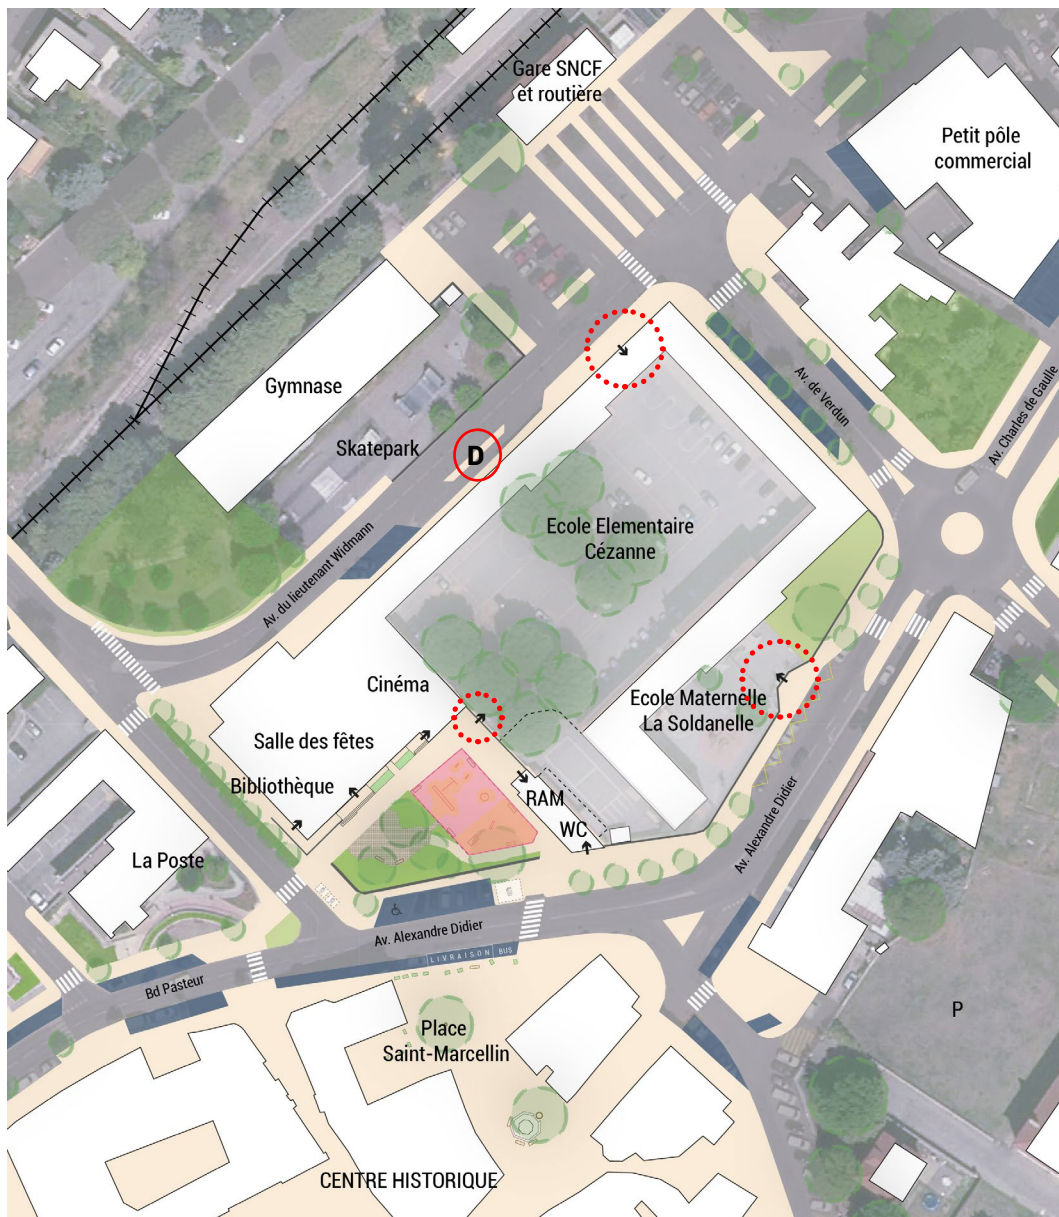 Gare SNCF
et routière
Petit pôle
commercial
Gymnase
Av. de Verdun
Av. Charles de Gaulle
Skatepark
D
Ecole Elementaire
Cézanne
Av. du lieutenant Widmann
Cinéma
Ecole Maternelle
La Soldanelle
Salle des fêtes
Bibliothèque
RAM
WC
La Poste
Av. Alexandre Didier
Av. Alexandre Didier
LIVRAISON
BUS
Bd Pasteur
P
Place
Saint-Marcellin
CENTRE HISTORIQUE